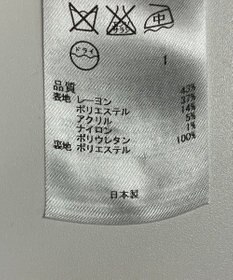 中
ドライ
1
品質
表地 レーヨン 43%
ポリエステル 37%
アクリル 14%
ナイロン 5%
ポリウレタン 1%
裏地 ポリエステル 100%
日本製